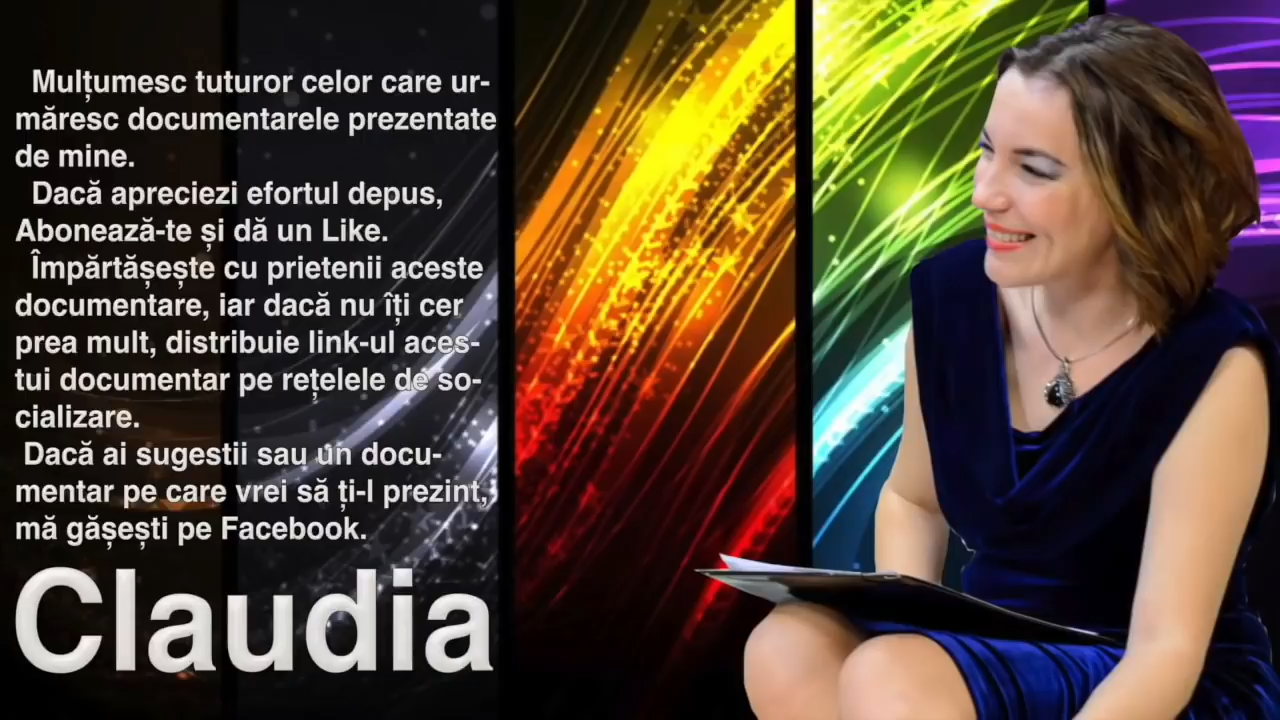 Mulțumesc tuturor celor care ur-
măresc documentarele prezentate
de mine.
Dacă apreciezi efortul depus,
Abonează-te și dă un Like.
Împărtășește cu prietenii aceste
documentare, iar dacă nu îți cer
prea mult, distribuie link-ul aces-
tui documentar pe rețelele de so-
cializare.
Dacă ai sugestii sau un docu-
mentar pe care vrei să ți-l prezint,
mă găsești pe Facebook.
Claudia